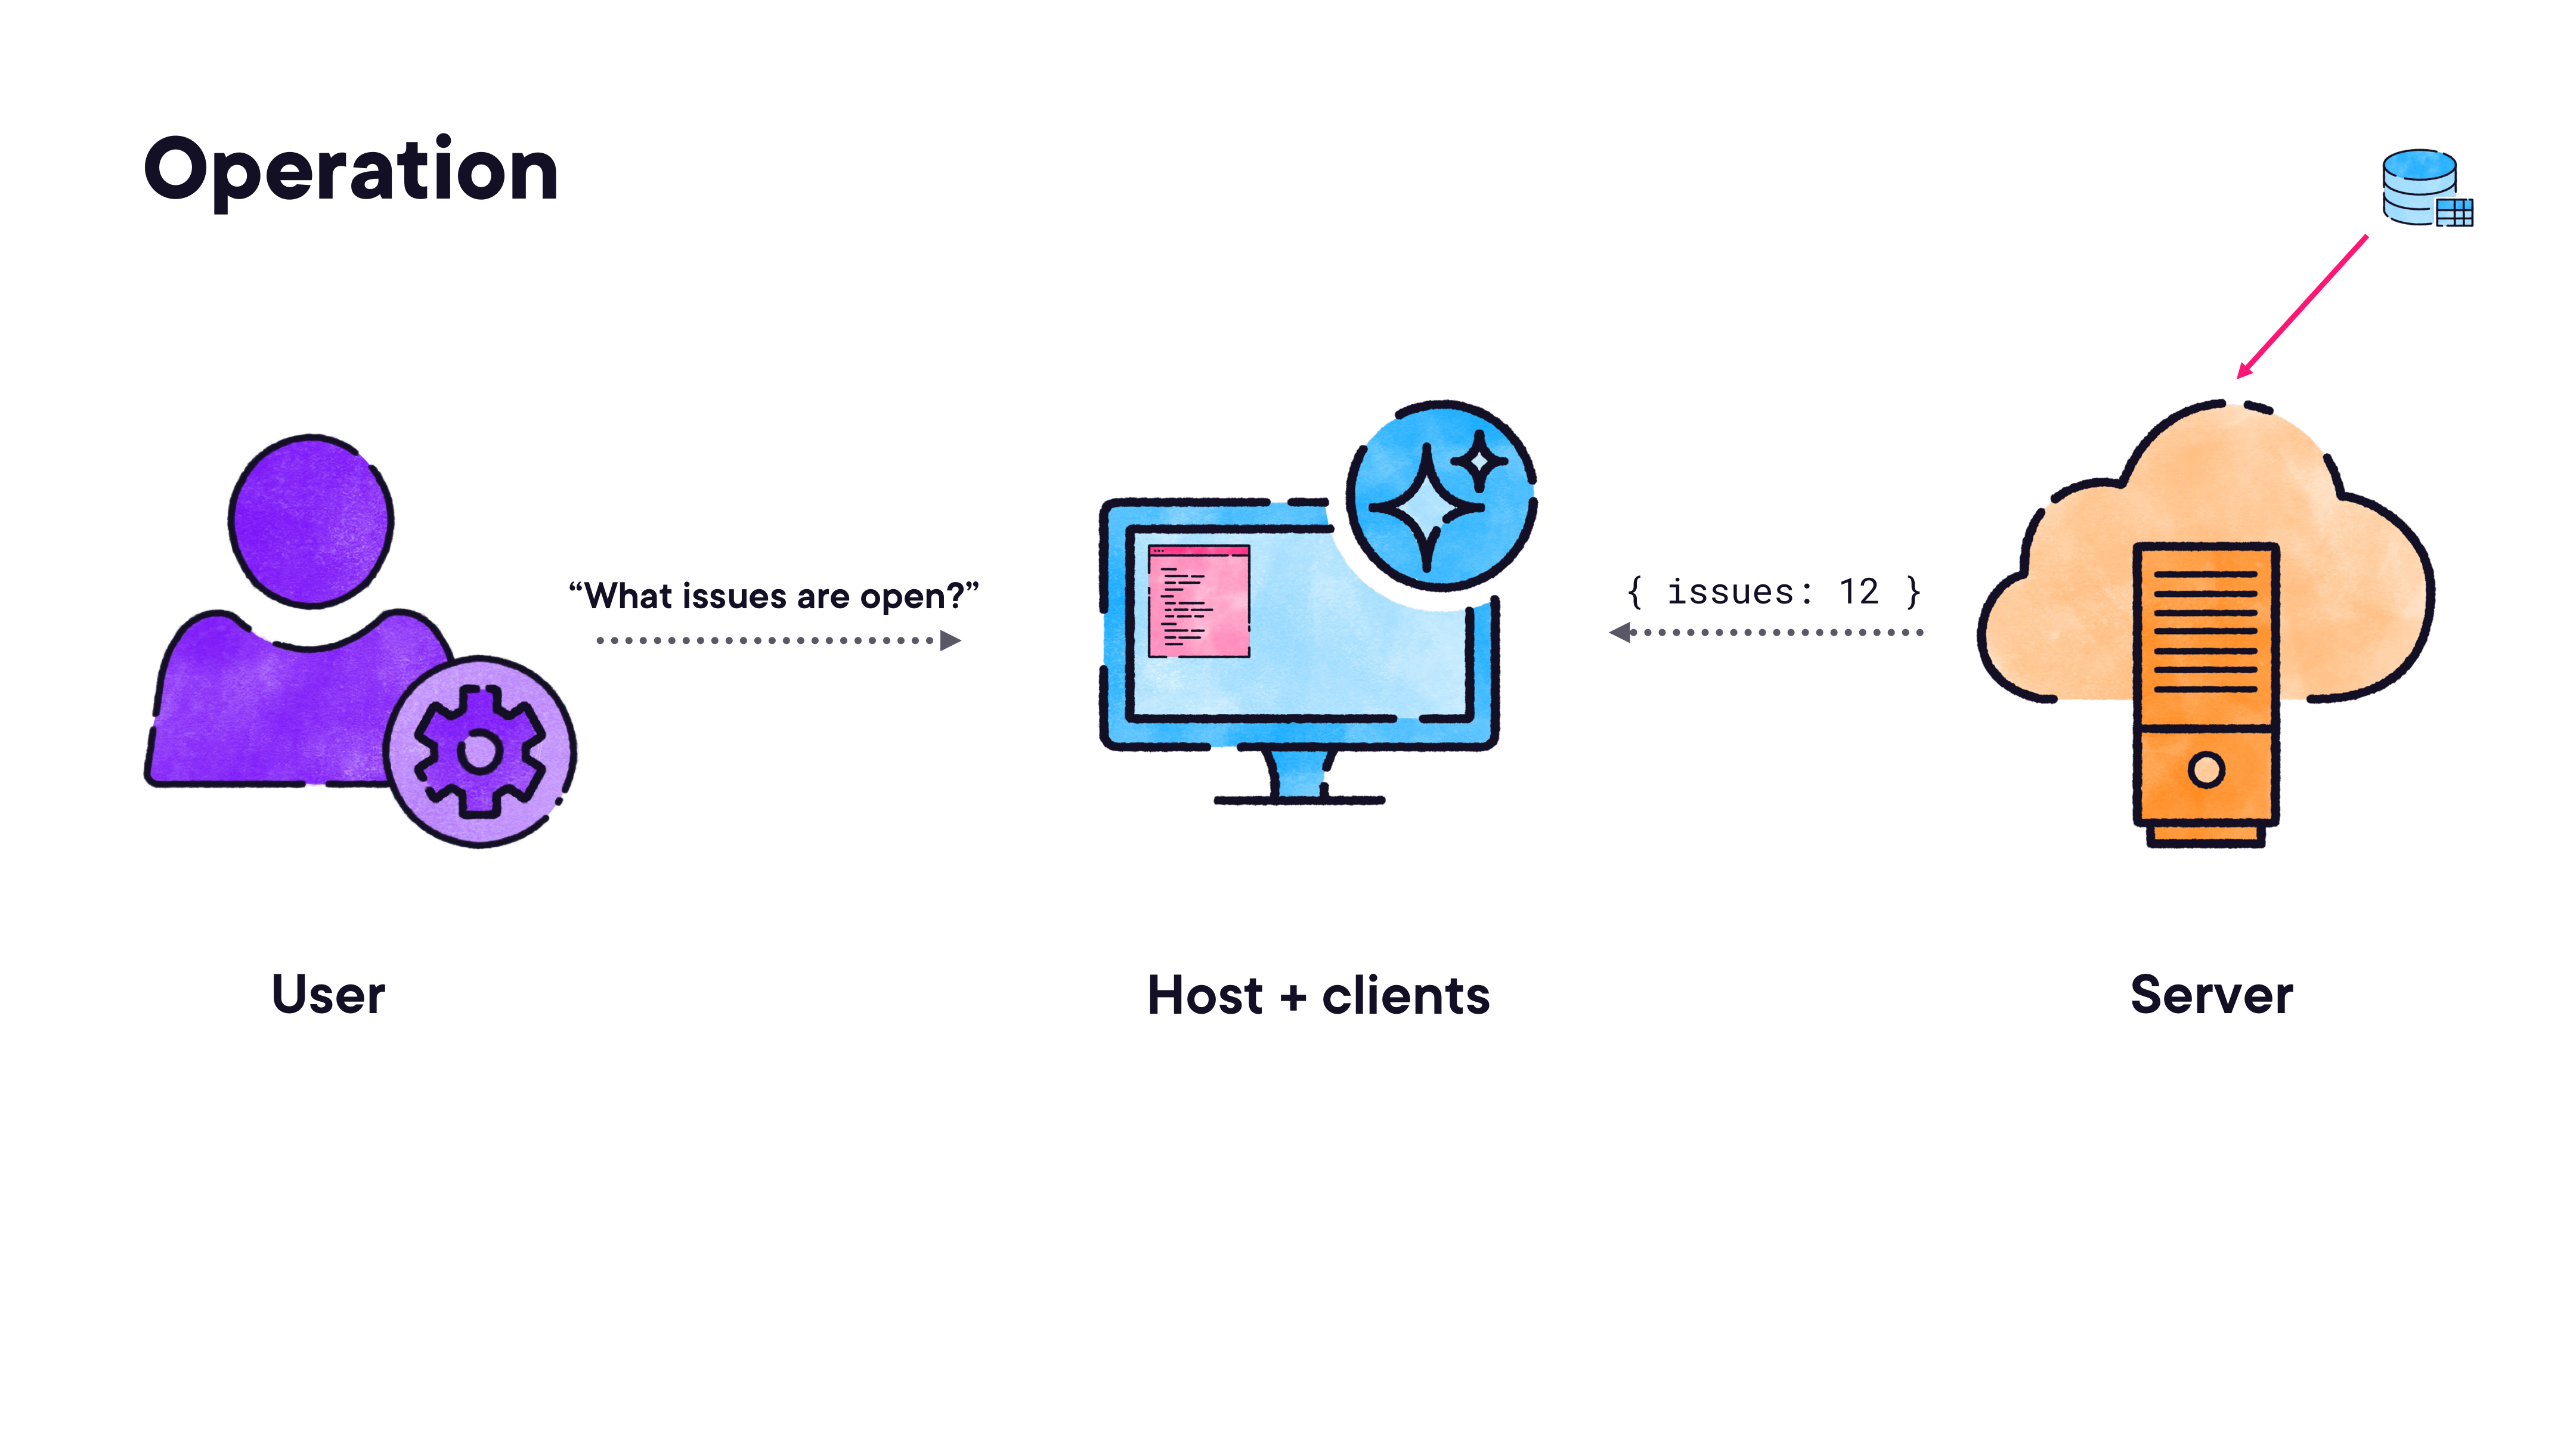 Operation
“What issues are open?”
{ issues: 12 }
User
Host + clients
Server